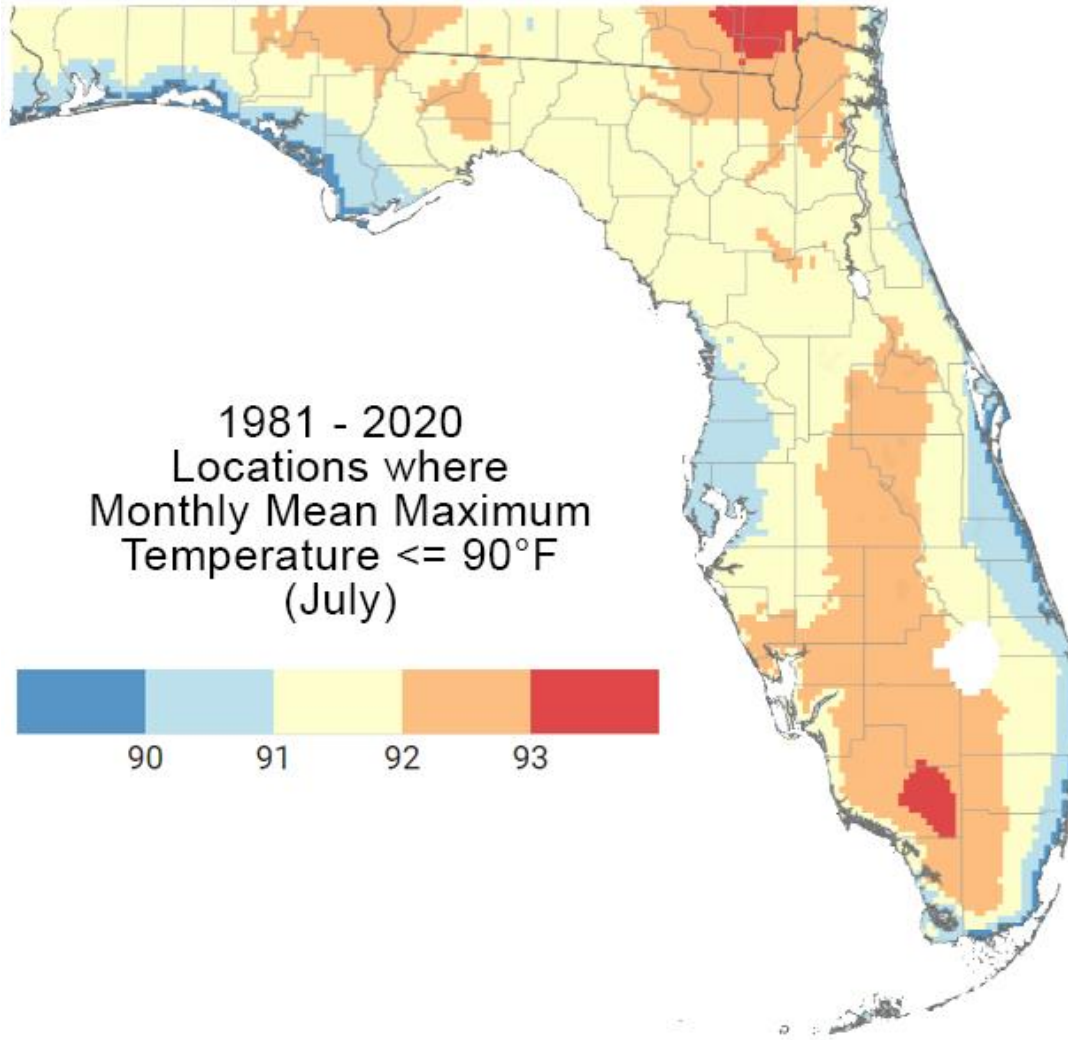 1981 - 2020
Locations where
Monthly Mean Maximum
Temperature <= 90°F
(July)
90 91 92 93